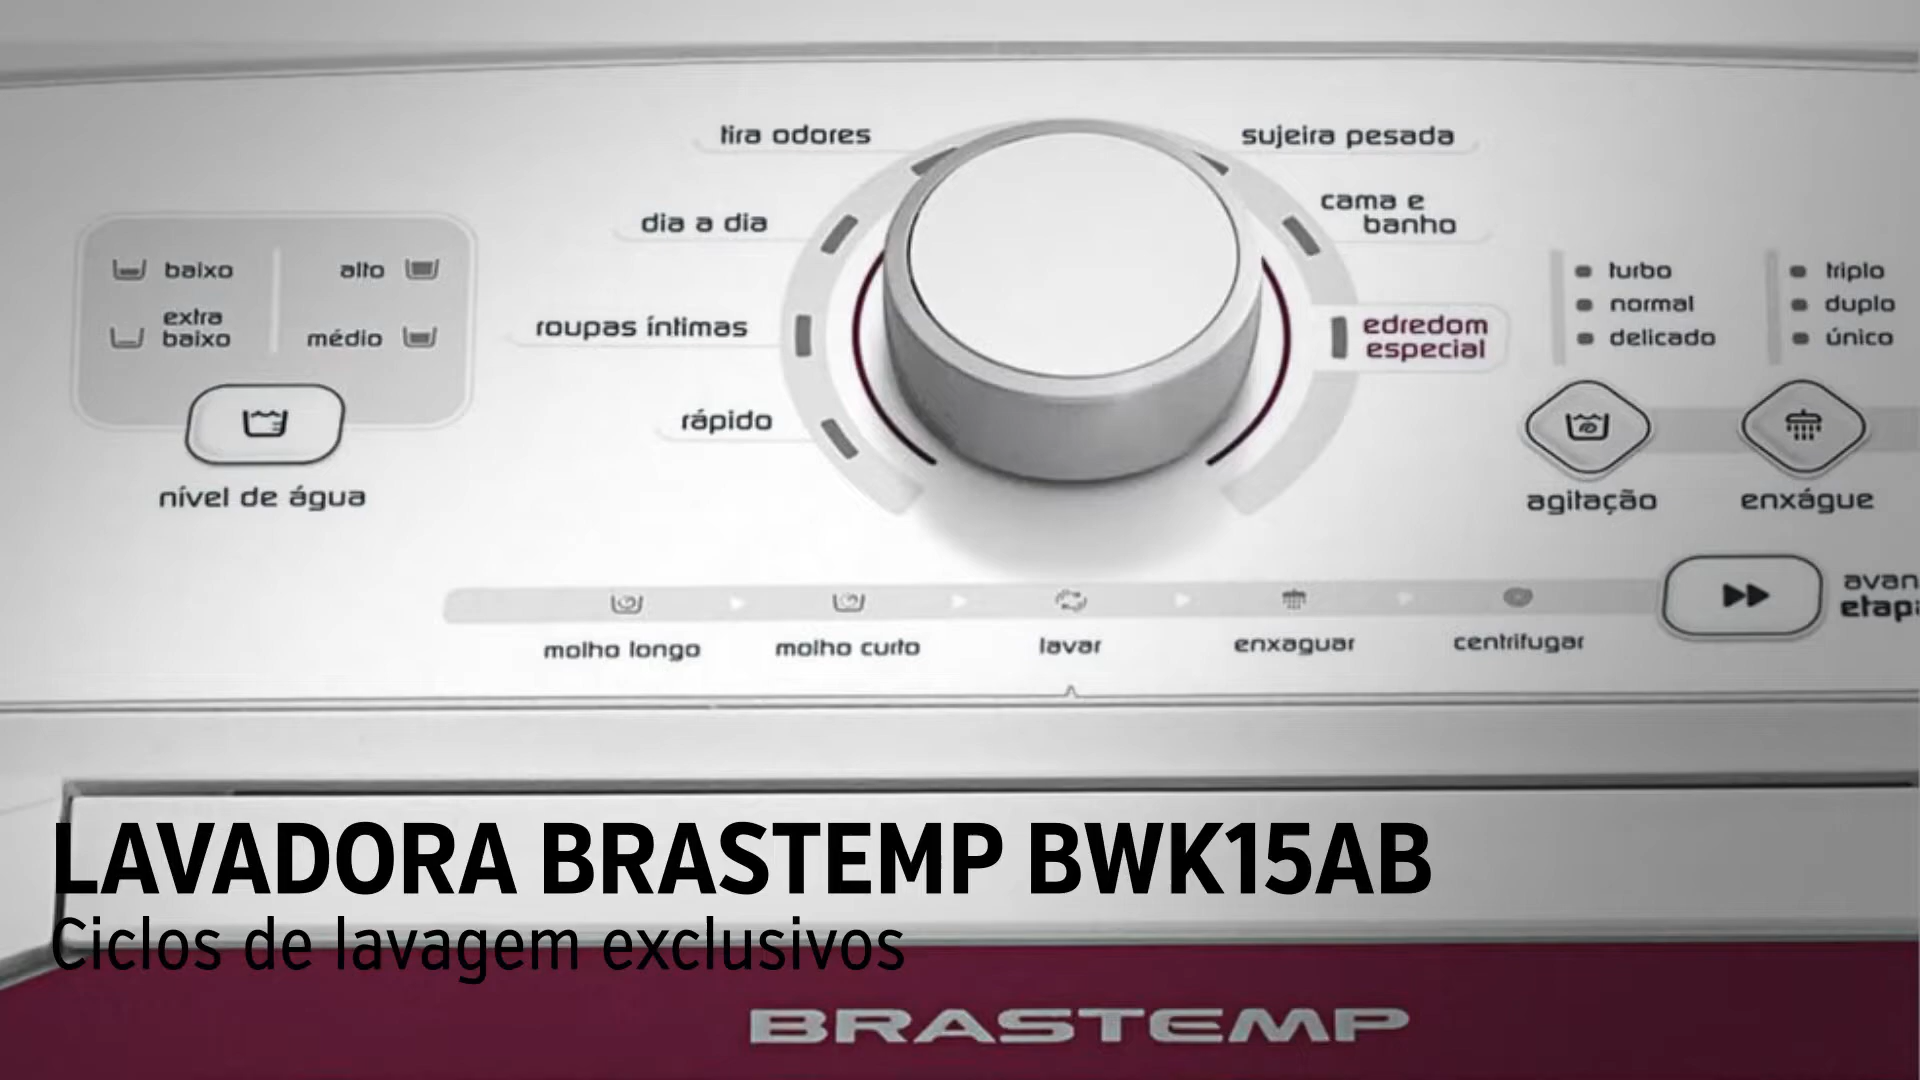 tira odores
sujeira pesada
dia a dia
cama e
banho
baixo
alto
extra
baixo
médio
roupas íntimas
edredom
especial
rápido
turbo
normal
delicado
triplo
duplo
único
nível de água
agitação
enxágue
avan
etapa
molho longo
molho curto
lavar
enxaguar
centrifugar
LAVADORA BRASTEMP BWK15AB
Ciclos de lavagem exclusivos
BRASTEMP